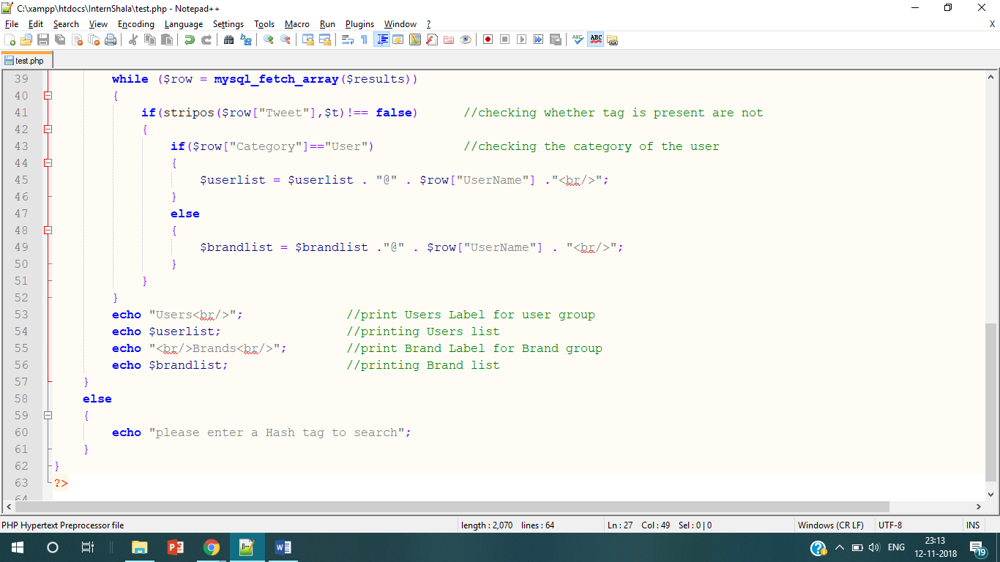 C:\xampp\htdocs\InternShala\test.php - Notepad++
File Edit Search View Encoding Language Settings Tools Macro Run Plugins Window ? X
test.php
39 while ($row = mysql_fetch_array($results))
40 {
41 if(stripos($row["Tweet"],$t)!== false) //checking whether tag is present are not
42 {
43 if($row["Category"]=="User") //checking the category of the user
44 {
45 $userlist = $userlist . "@" . $row["UserName"] ."<br/>";
46 }
47 else
48 {
49 $brandlist = $brandlist ."@" . $row["UserName"] . "<br/>";
50 }
51 }
52 }
53 echo "Users<br/>"; //print Users Label for user group
54 echo $userlist; //printing Users list
55 echo "<br/>Brands<br/>"; //print Brand Label for Brand group
56 echo $brandlist; //printing Brand list
57 }
58 else
59 {
60 echo "please enter a Hash tag to search";
61 }
62 }
63 ?>
64
PHP Hypertext Preprocessor file length : 2,070 lines : 64 Ln : 27 Col : 49 Sel : 0 | 0 Windows (CR LF) UTF-8 INS
ENG
23:13
12-11-2018
19